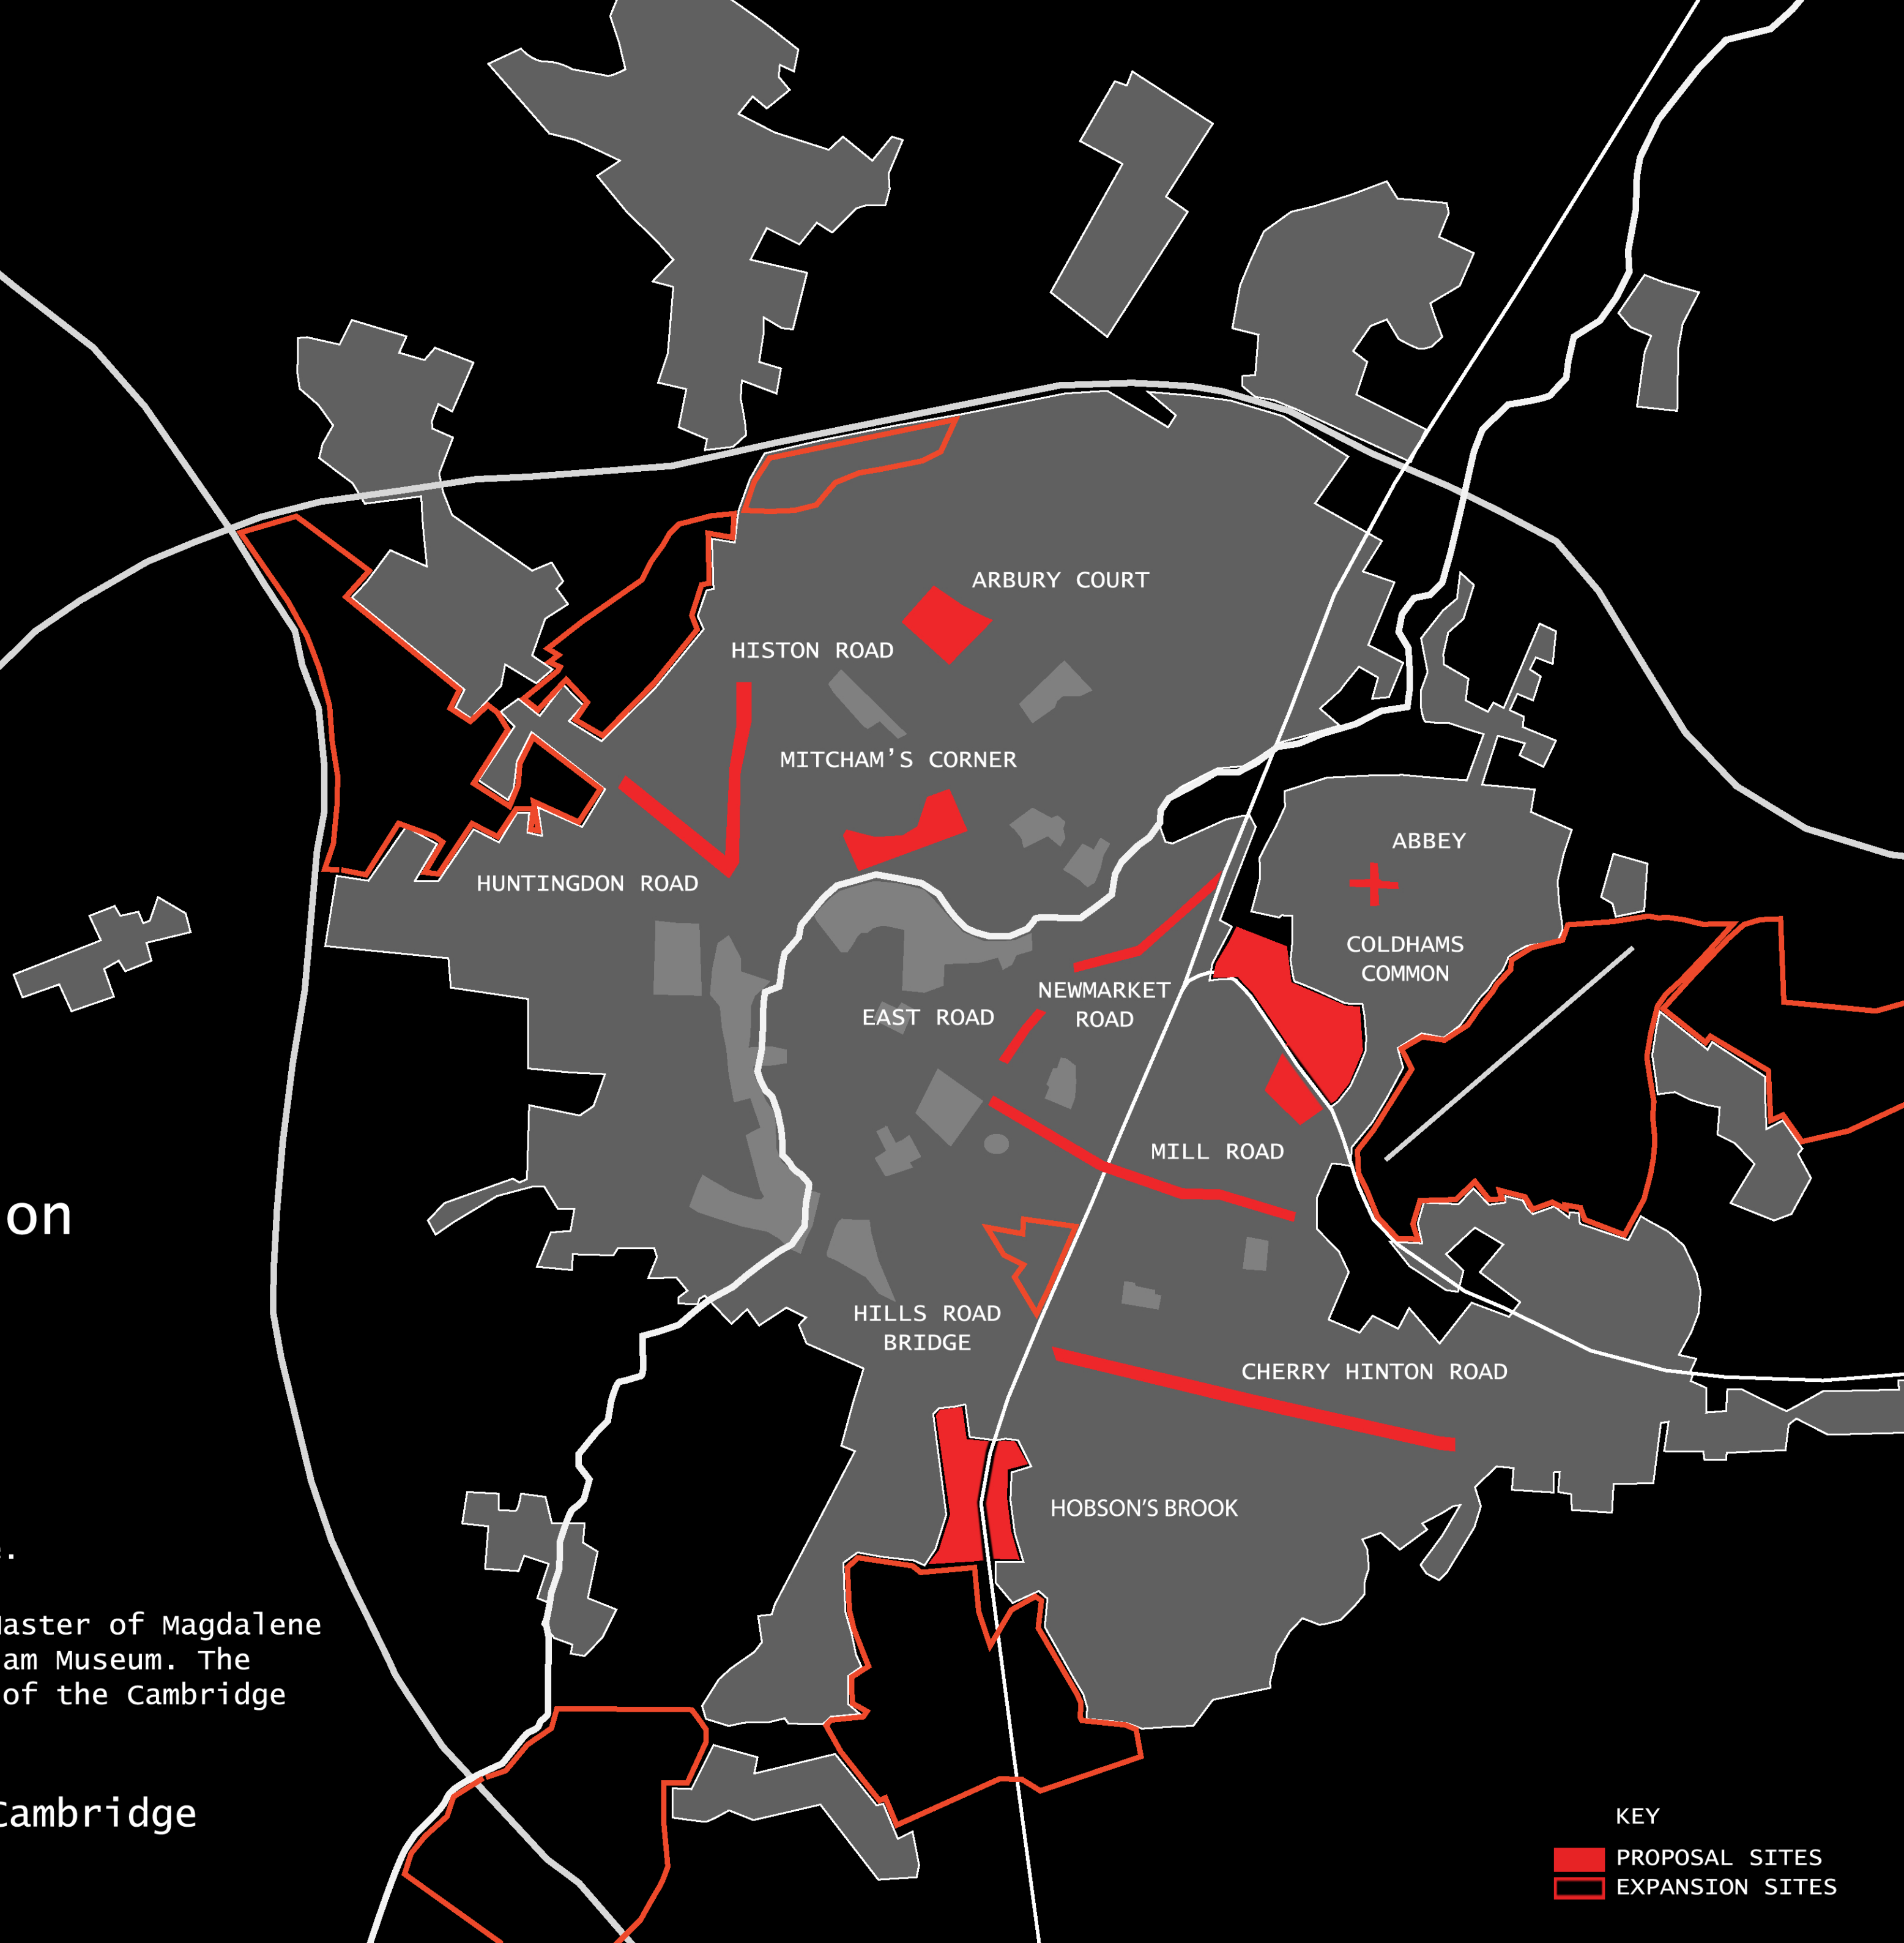 ARBURY COURT
HISTON ROAD
MITCHAM'S CORNER
ABBEY
HUNTINGDON ROAD
COLDHAMS
COMMON
NEWMARKET
ROAD
EAST ROAD
MILL ROAD
on
HILLS ROAD
BRIDGE
CHERRY HINTON ROAD
HOBSON'S BROOK
of Magdalene
Museum. The
of the Cambridge
Cambridge
KEY
PROPOSAL SITES
EXPANSION SITES